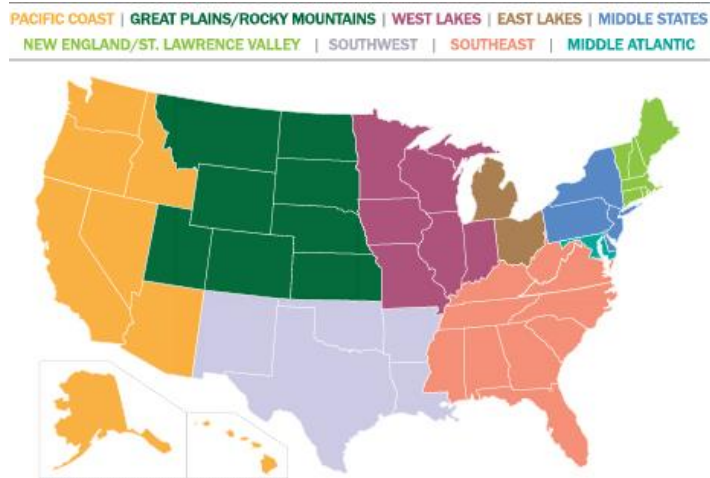 PACIFIC COAST | GREAT PLAINS/ROCKY MOUNTAINS | WEST LAKES | EAST LAKES | MIDDLE STATES
NEW ENGLAND/ST. LAWRENCE VALLEY | SOUTHWEST | SOUTHEAST | MIDDLE ATLANTIC